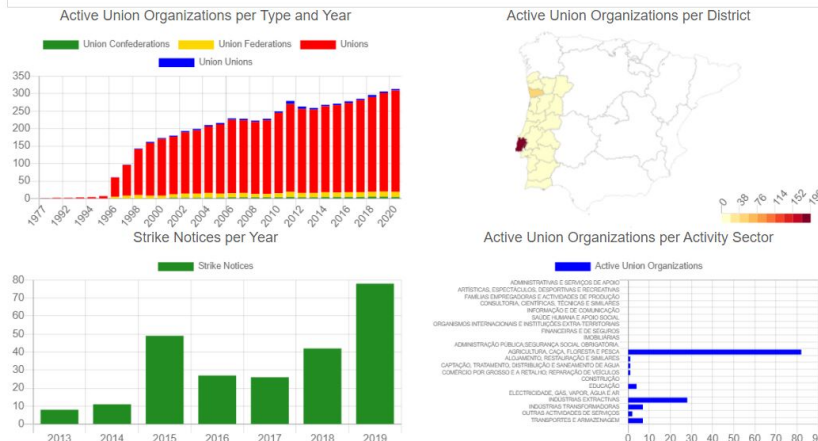 Active Union Organizations per Type and Year
Union Confederations Union Federations Unions
Union Unions
350
300
250
200
150
100
50
0
1977 1992 1994 1996 1998 2000 2002 2004 2006 2008 2010 2012 2014 2016 2018 2020
Active Union Organizations per District
0 38 76 114 152
Strike Notices per Year
Strike Notices
80
70
60
50
40
30
20
10
0
2013 2014 2015 2016 2017 2018 2019
Active Union Organizations per Activity Sector
Active Union Organizations
ADMINISTRATIVAS E SERVIÇOS DE APOIO
ARTÍSTICAS, ESPECTÁCULOS, DESPORTIVAS E RECREATIVAS
FAMÍLIAS EMPREGADORAS E ACTIVIDADES DE PRODUÇÃO
CONSULTORIA, CIENTÍFICAS, TÉCNICAS E SIMILARES
INFORMAÇÃO E DE COMUNICAÇÃO
SAÚDE HUMANA E APOIO SOCIAL
ORGANISMOS INTERNACIONAIS E INSTITUIÇÕES EXTRA-TERRITORIAIS
FINANCEIRAS E DE SEGUROS
IMOBILIÁRIAS
ADMINISTRAÇÃO PÚBLICA,SEGURANÇA SOCIAL OBRIGATÓRIA.
AGRICULTURA, CAÇA, FLORESTA E PESCA
ALOJAMENTO, RESTAURAÇÃO E SIMILARES
CAPTAÇÃO, TRATAMENTO, DISTRIBUIÇÃO E SANEAMENTO DE ÁGUA
COMÉRCIO POR GROSSO E A RETALHO; REPARAÇÃO DE VEÍCULOS
CONSTRUÇÃO
EDUCAÇÃO
ELECTRICIDADE, GÁS, VAPOR, ÁGUA E AR
INDÚSTRIAS EXTRACTIVAS
INDÚSTRIAS TRANSFORMADORAS
OUTRAS ACTIVIDADES DE SERVIÇOS
TRANSPORTES E ARMAZENAGEM
0 10 20 30 40 50 60 70 80